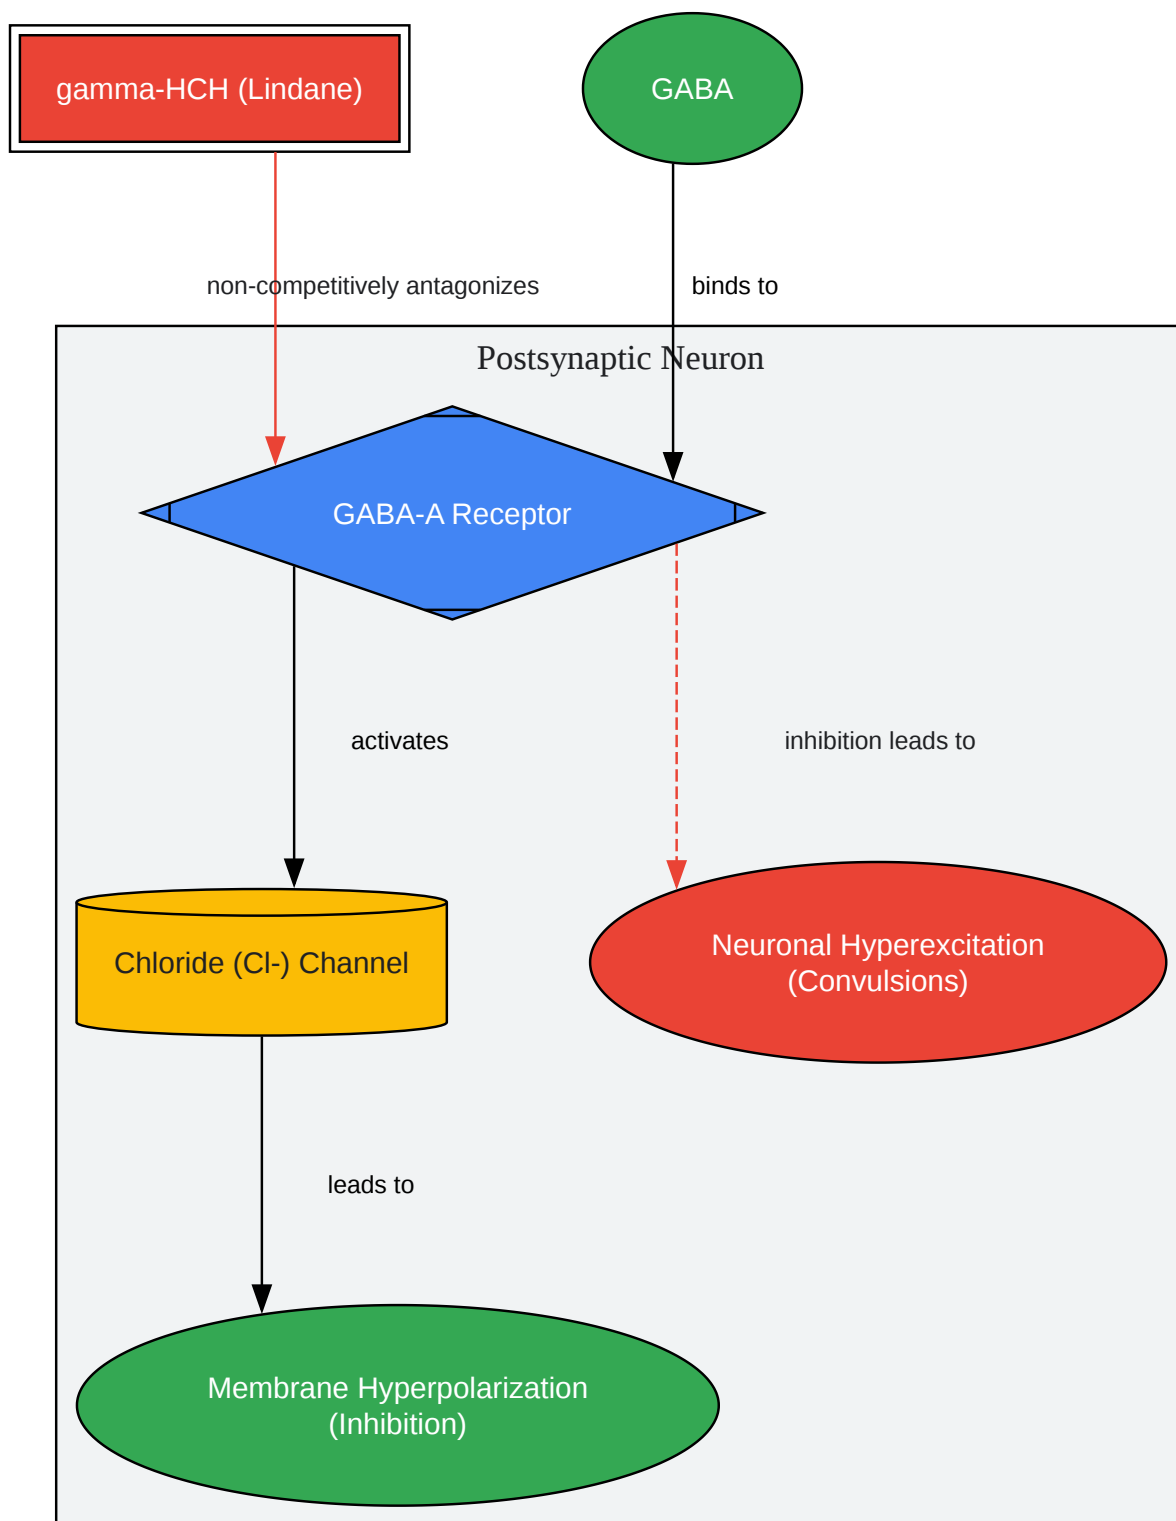 gamma-HCH (Lindane)
GABA
non-competitively antagonizes
binds to
Postsynaptic Neuron
GABA-A Receptor
activates
inhibition leads to
Chloride (Cl-) Channel
Neuronal Hyperexcitation
(Convulsions)
leads to
Membrane Hyperpolarization
(Inhibition)